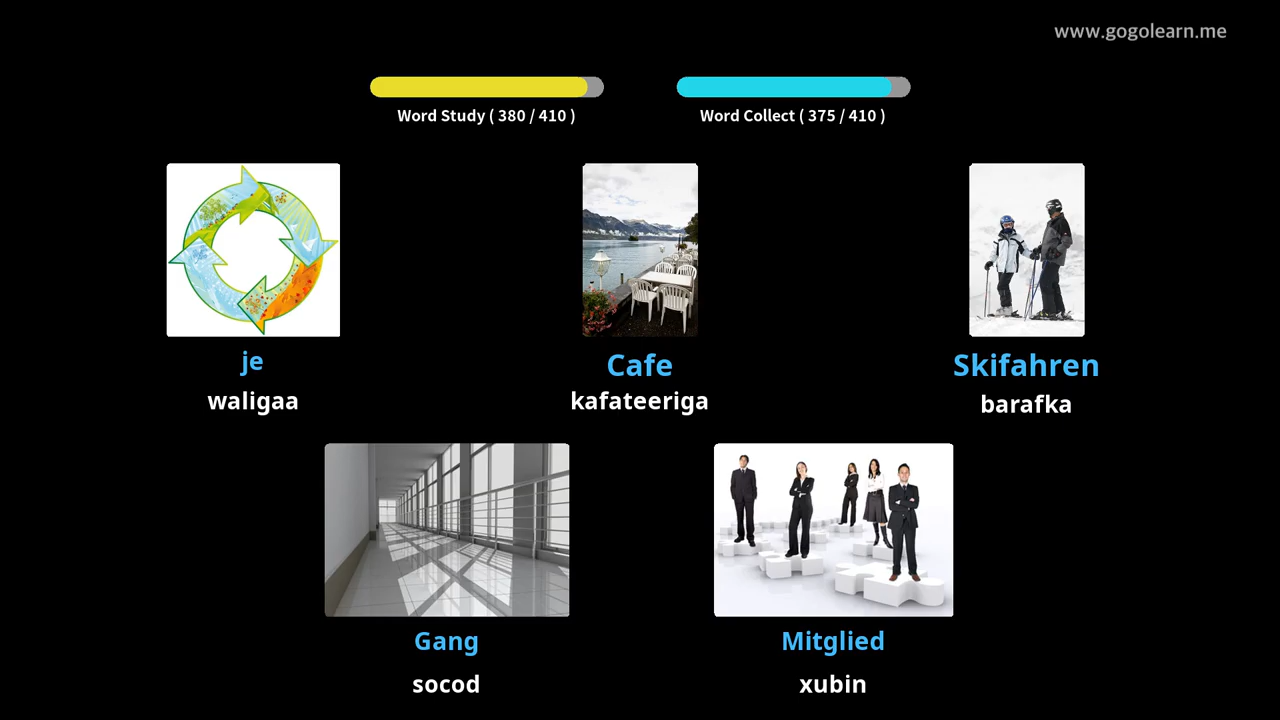 www.gogolearn.me
Word Study ( 380 / 410 )
Word Collect ( 375 / 410 )
je
waligaa
Cafe
kafateeriga
Skifahren
barafka
Gang
socod
Mitglied
xubin